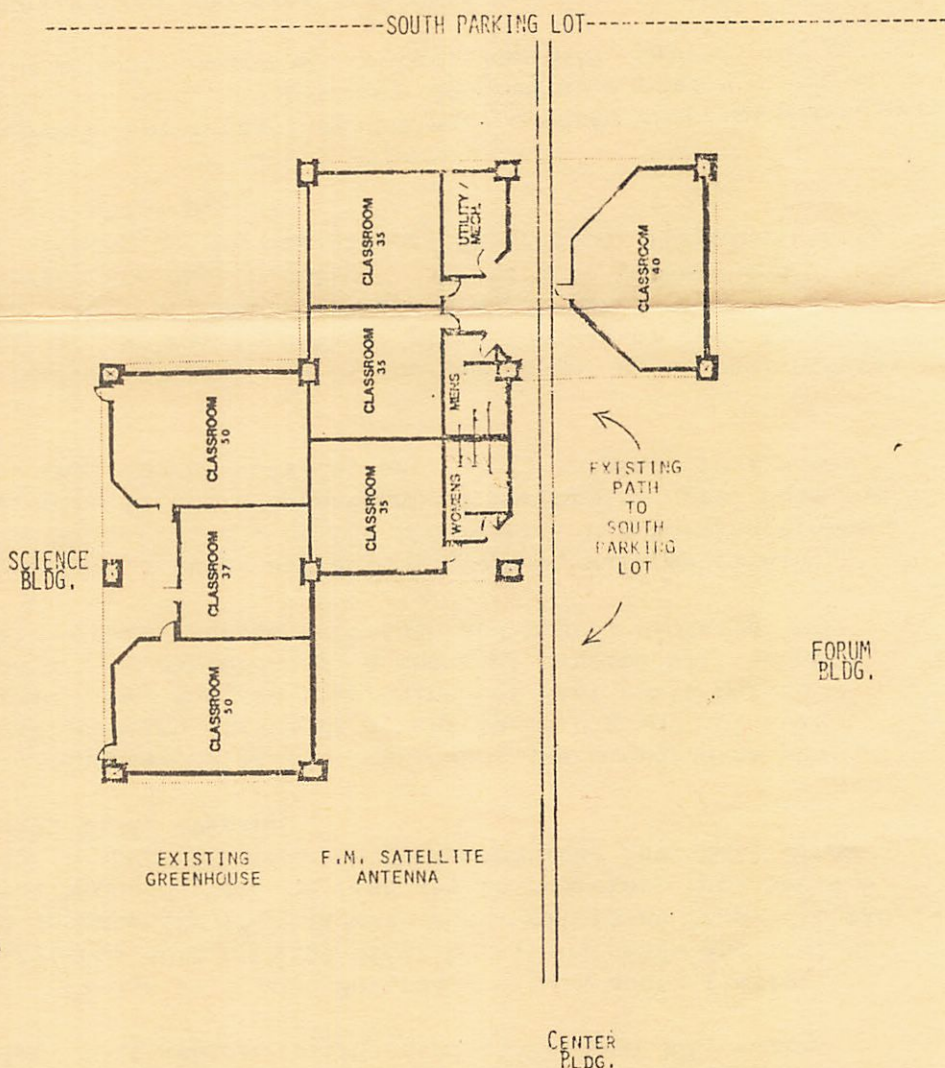 SOUTH PARKING LOT
CLASSROOM
35
UTILITY /
MECH.
CLASSROOM
40
CLASSROOM
35
MENS
CLASSROOM
50
CLASSROOM
35
WOMENS
EXISTING
PATH
TO
SOUTH
PARKING
LOT
SCIENCE
BLDG.
CLASSROOM
37
FORUM
BLDG.
CLASSROOM
50
EXISTING
GREENHOUSE
F.M. SATELLITE
ANTENNA
CENTER
BLDG.